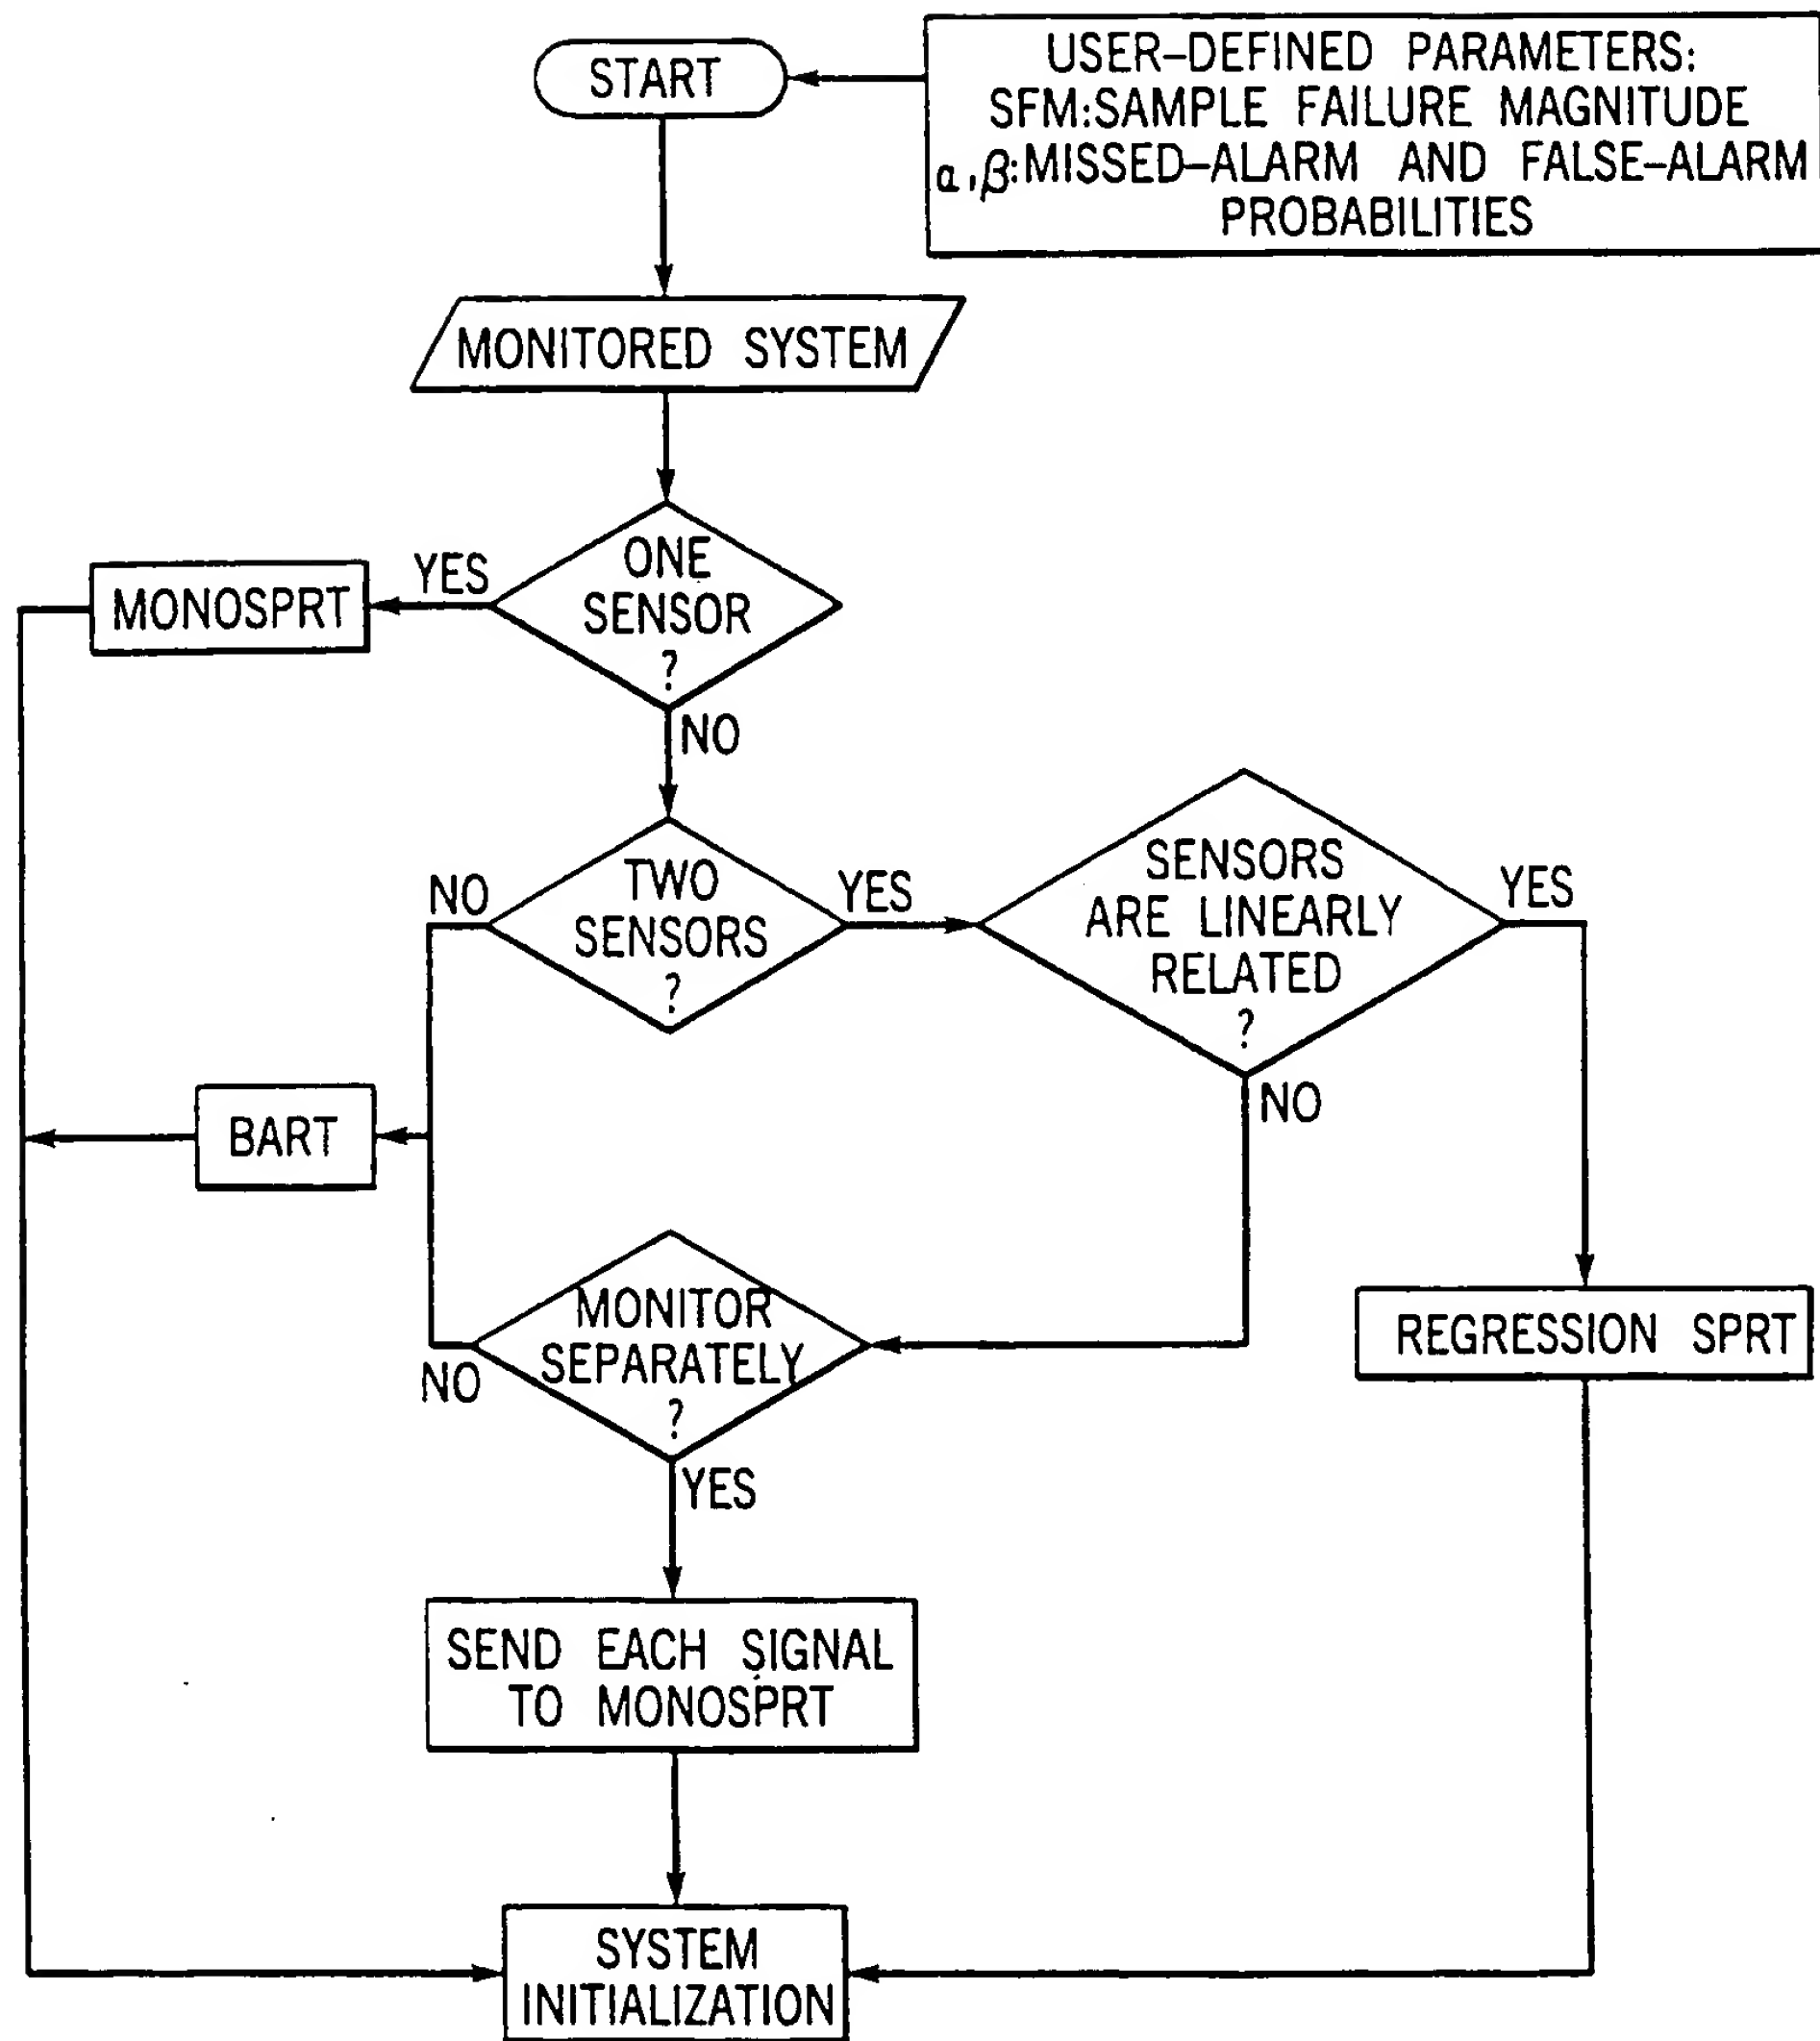 START
USER-DEFINED PARAMETERS:
SFM:SAMPLE FAILURE MAGNITUDE
α,β:MISSED-ALARM AND FALSE-ALARM
PROBABILITIES
MONITORED SYSTEM
ONE
SENSOR
?
YES
MONOSPRT
NO
TWO
SENSORS
?
NO
YES
SENSORS
ARE LINEARLY
RELATED
?
YES
NO
BART
MONITOR
SEPARATELY
?
NO
YES
REGRESSION SPRT
SEND EACH SIGNAL
TO MONOSPRT
SYSTEM
INITIALIZATION